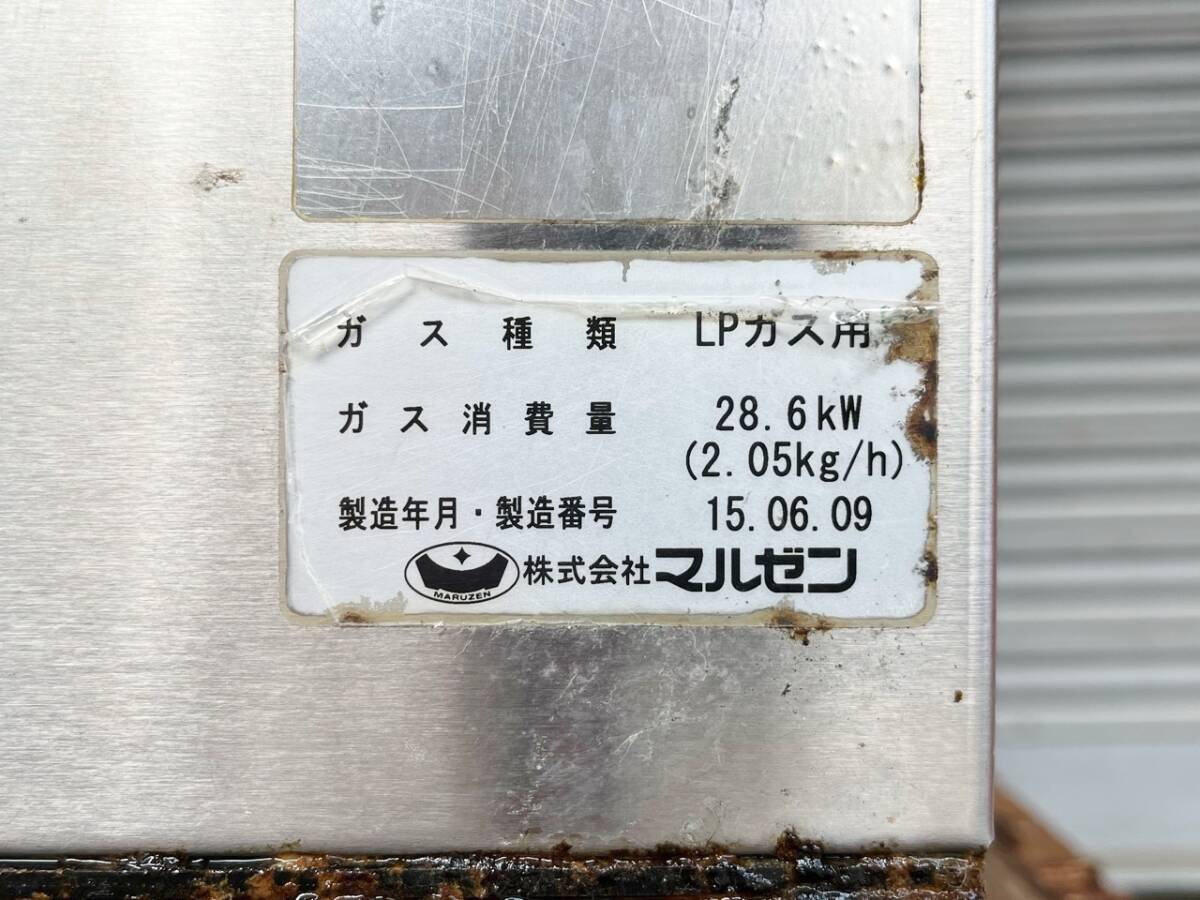 ガス種類 LPガス用
ガス消費量 28.6kW
(2.05kg/h)
製造年月・製造番号 15.06.09
MARUZEN 株式会社マルゼン